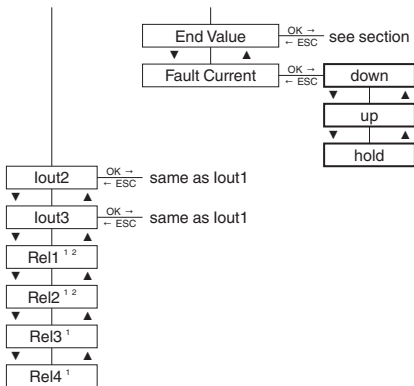 End Value
OK →
← ESC
see section
▼ ▲
Fault Current
OK →
← ESC
down
▼ ▲
up
▼ ▲
hold
Iout2
OK →
← ESC
same as Iout1
▼ ▲
Iout3
OK →
← ESC
same as Iout1
▼ ▲
Rel1 ¹ ²
▼ ▲
Rel2 ¹ ²
▼ ▲
Rel3 ¹
▼ ▲
Rel4 ¹